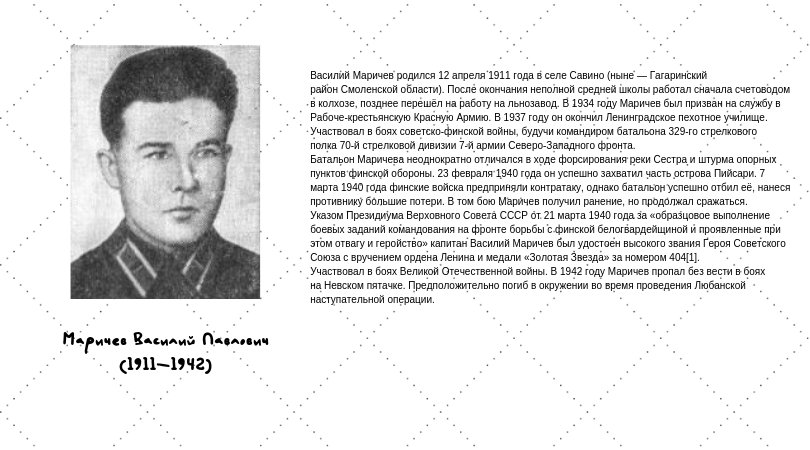 Василий Маричев родился 12 апреля 1911 года в селе Савино (ныне — Гагаринский
район Смоленской области). После окончания неполной средней школы работал сначала счетоводом
в колхозе, позднее перешёл на работу на льнозавод. В 1934 году Маричев был призван на службу в
Рабоче-крестьянскую Красную Армию. В 1937 году он окончил Ленинградское пехотное училище.
Участвовал в боях советско-финской войны, будучи командиром батальона 329-го стрелкового
полка 70-й стрелковой дивизии 7-й армии Северо-Западного фронта.
Батальон Маричева неоднократно отличался в ходе форсирования реки Сестра и штурма опорных
пунктов финской обороны. 23 февраля 1940 года он успешно захватил часть острова Пийсари. 7
марта 1940 года финские войска предприняли контратаку, однако батальон успешно отбил её, нанеся
противнику большие потери. В том бою Маричев получил ранение, но продолжал сражаться.
Указом Президиума Верховного Совета СССР от 21 марта 1940 года за «образцовое выполнение
боевых заданий командования на фронте борьбы с финской белогвардейщиной и проявленные при
этом отвагу и геройство» капитан Василий Маричев был удостоен высокого звания Героя Советского
Союза с вручением ордена Ленина и медали «Золотая Звезда» за номером 404[1].
Участвовал в боях Великой Отечественной войны. В 1942 году Маричев пропал без вести в боях
на Невском пятачке. Предположительно погиб в окружении во время проведения Любанской
наступательной операции.
Маричев Василий Павлович
(1911—1942)